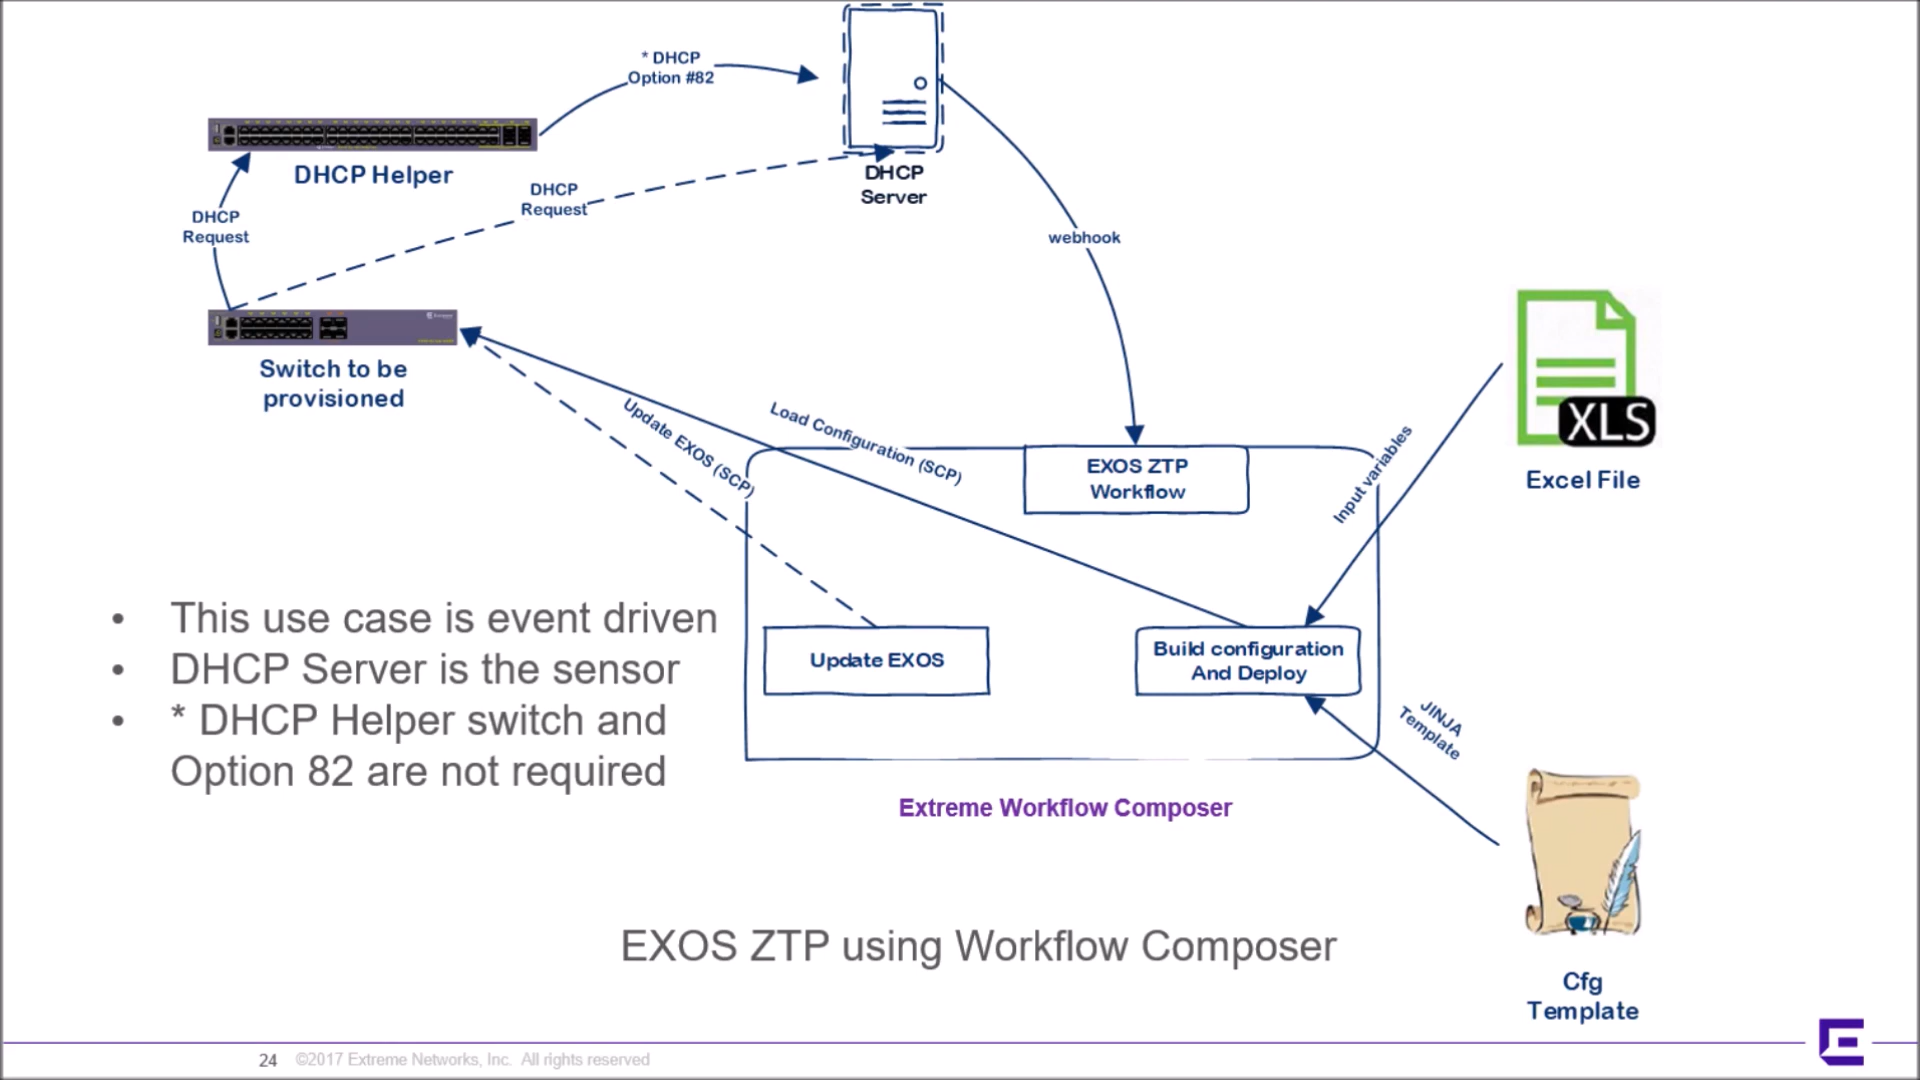 * DHCP
Option #82
DHCP Helper
DHCP
Server
DHCP
Request
DHCP
Request
webhook
Switch to be
provisioned
XLS
Excel File
Update EXOS (SCP)
Load Configuration (SCP)
Input variables
EXOS ZTP
Workflow
Update EXOS
Build configuration
And Deploy
JINJA
Template
• This use case is event driven
• DHCP Server is the sensor
• * DHCP Helper switch and
Option 82 are not required
Extreme Workflow Composer
EXOS ZTP using Workflow Composer
Cfg
Template
24 ©2017 Extreme Networks, Inc. All rights reserved